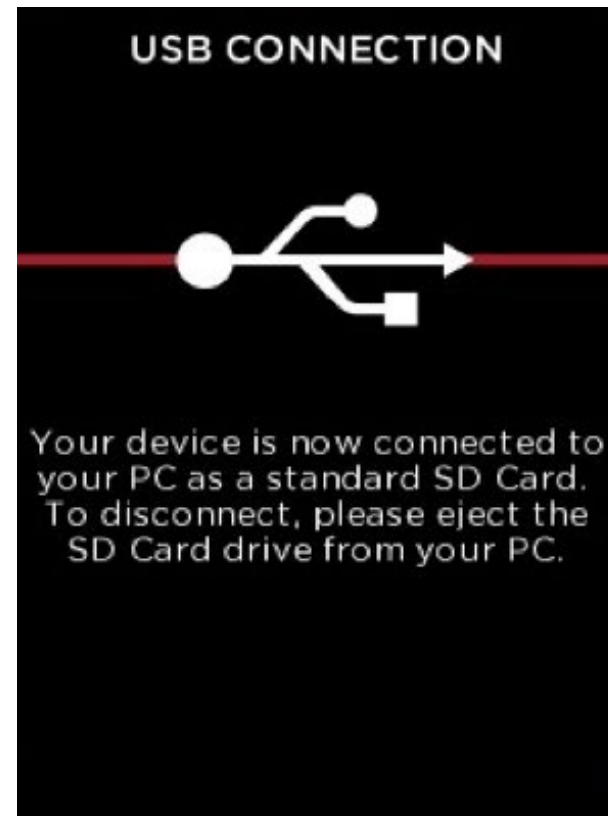 USB CONNECTION
Your device is now connected to
your PC as a standard SD Card.
To disconnect, please eject the
SD Card drive from your PC.